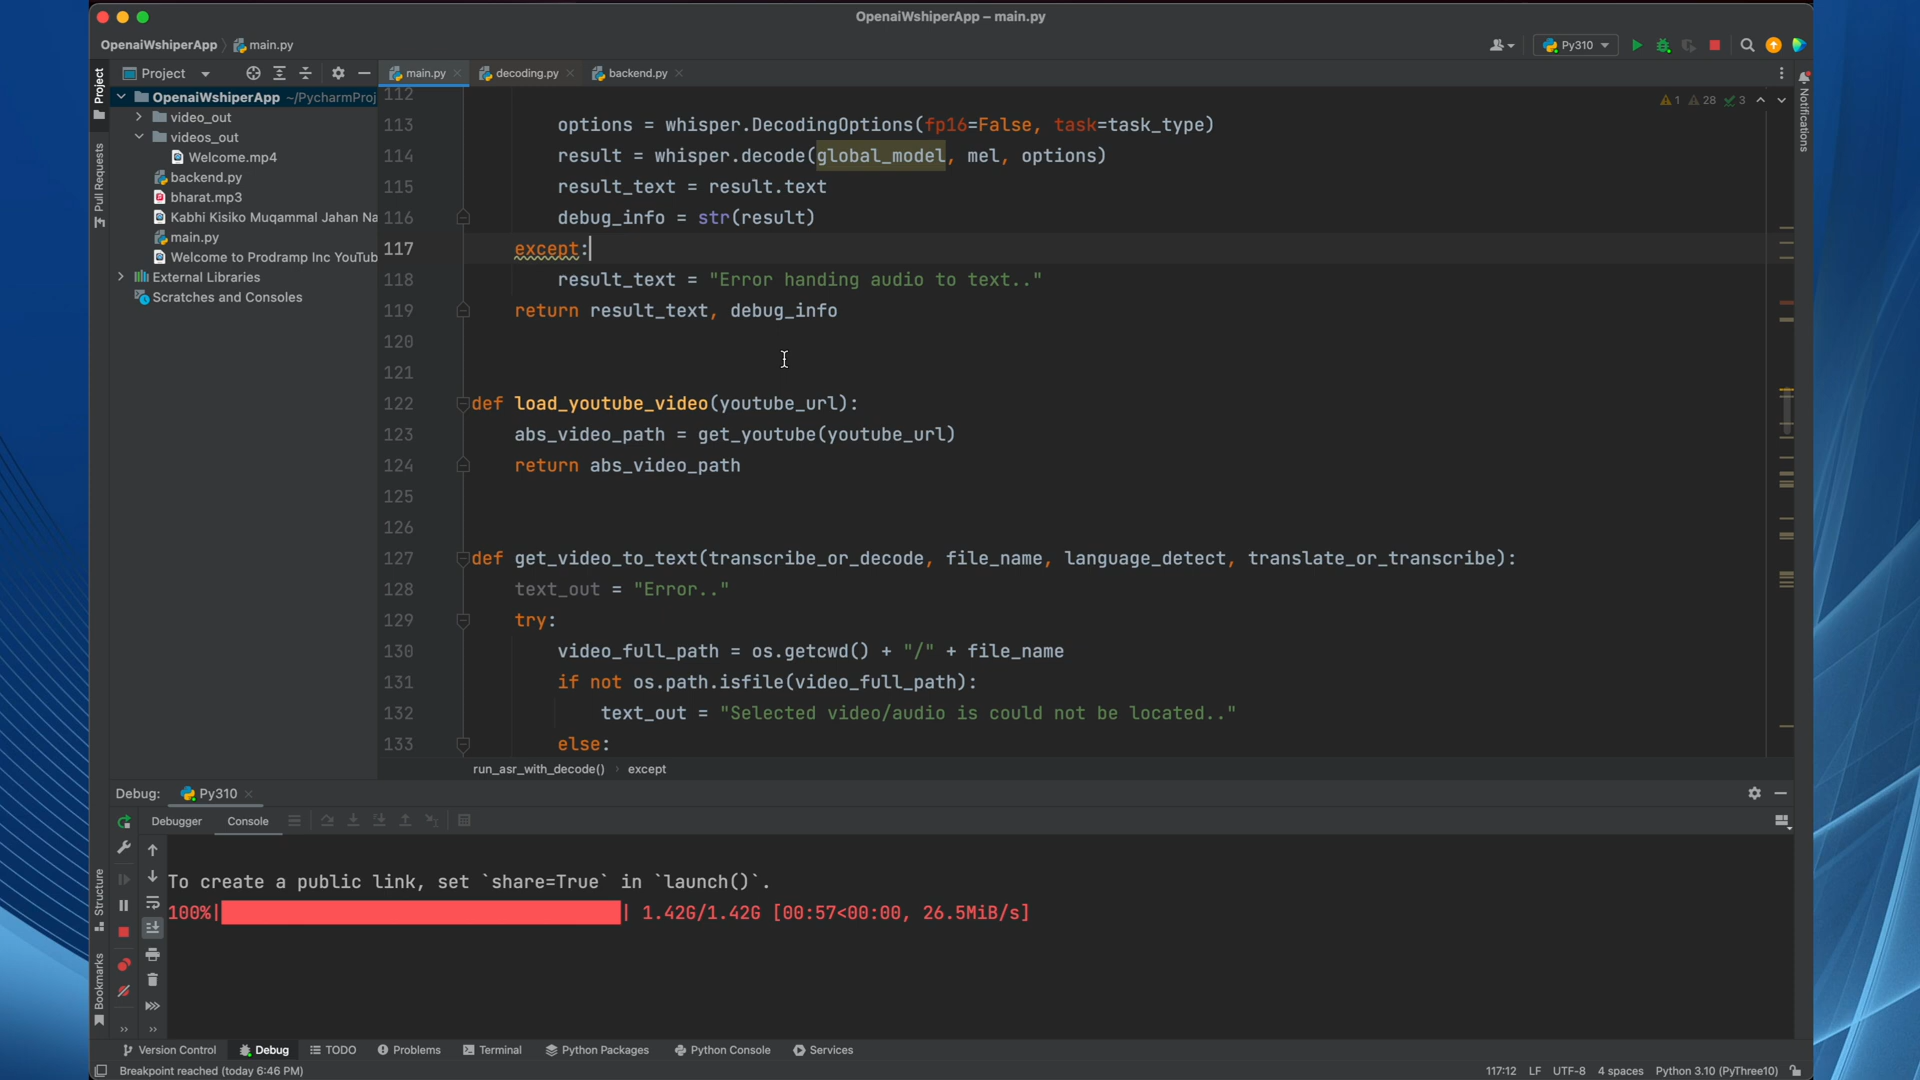 OpenaiWshiperApp – main.py
OpenaiWshiperApp main.py
Py310
Project
main.py
decoding.py
backend.py
Project
Pull Requests
Structure
Bookmarks
Notifications
OpenaiWshiperApp ~/PycharmProj
video_out
videos_out
Welcome.mp4
backend.py
bharat.mp3
Kabhi Kisiko Muqammal Jahan Na
main.py
Welcome to Prodramp Inc YouTub
External Libraries
Scratches and Consoles
1 28 3
112
113 options = whisper.DecodingOptions(fp16=False, task=task_type)
114 result = whisper.decode(global_model, mel, options)
115 result_text = result.text
116 debug_info = str(result)
117 except:
118 result_text = "Error handing audio to text.."
119 return result_text, debug_info
120
121
122 def load_youtube_video(youtube_url):
123 abs_video_path = get_youtube(youtube_url)
124 return abs_video_path
125
126
127 def get_video_to_text(transcribe_or_decode, file_name, language_detect, translate_or_transcribe):
128 text_out = "Error.."
129 try:
130 video_full_path = os.getcwd() + "/" + file_name
131 if not os.path.isfile(video_full_path):
132 text_out = "Selected video/audio is could not be located.."
133 else:
run_asr_with_decode() › except
Debug: Py310
Debugger Console
To create a public link, set `share=True` in `launch()`.
100%| | 1.42G/1.42G [00:57<00:00, 26.5MiB/s]
Version Control Debug TODO Problems Terminal Python Packages Python Console Services
Breakpoint reached (today 6:46 PM) 117:12 LF UTF-8 4 spaces Python 3.10 (PyThree10)